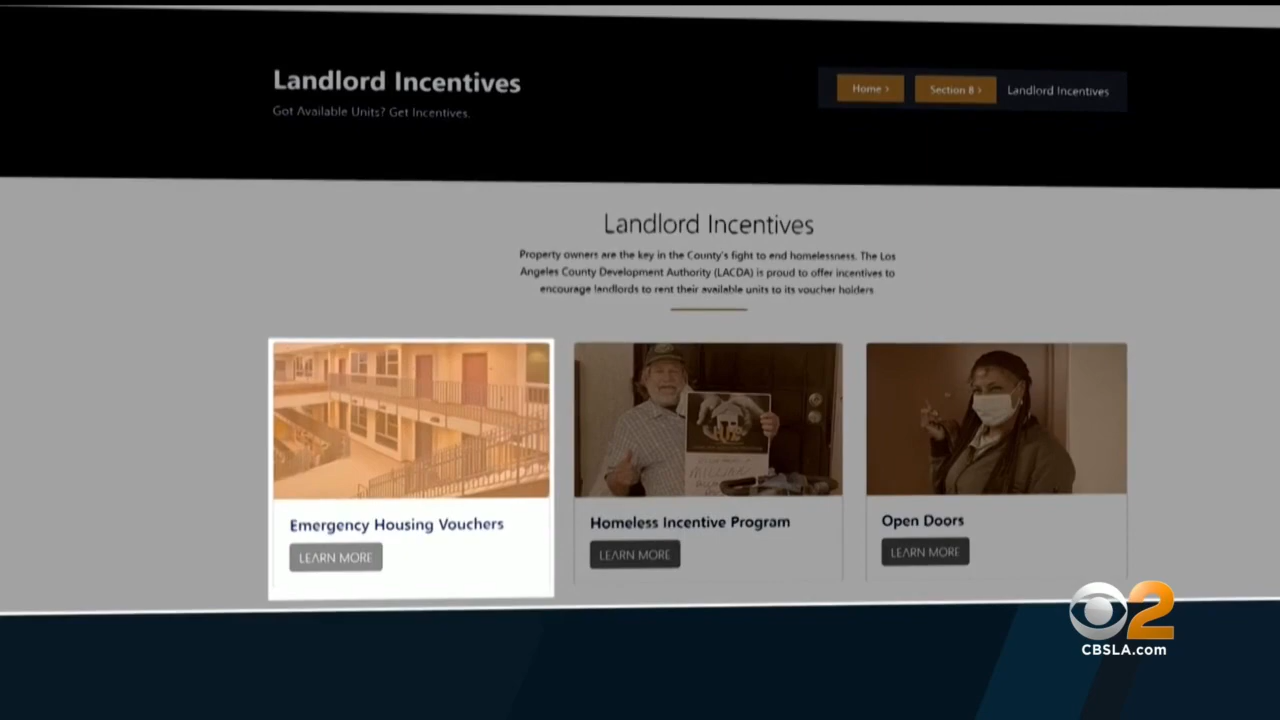 Landlord Incentives
Got Available Units? Get Incentives.
Home ›
Section 8 ›
Landlord Incentives
Landlord Incentives
Property owners are the key in the County's fight to end homelessness. The Los
Angeles County Development Authority (LACDA) is proud to offer incentives to
encourage landlords to rent their available units to its voucher holders.
Emergency Housing Vouchers
LEARN MORE
Homeless Incentive Program
LEARN MORE
Open Doors
LEARN MORE
2
CBSLA.com